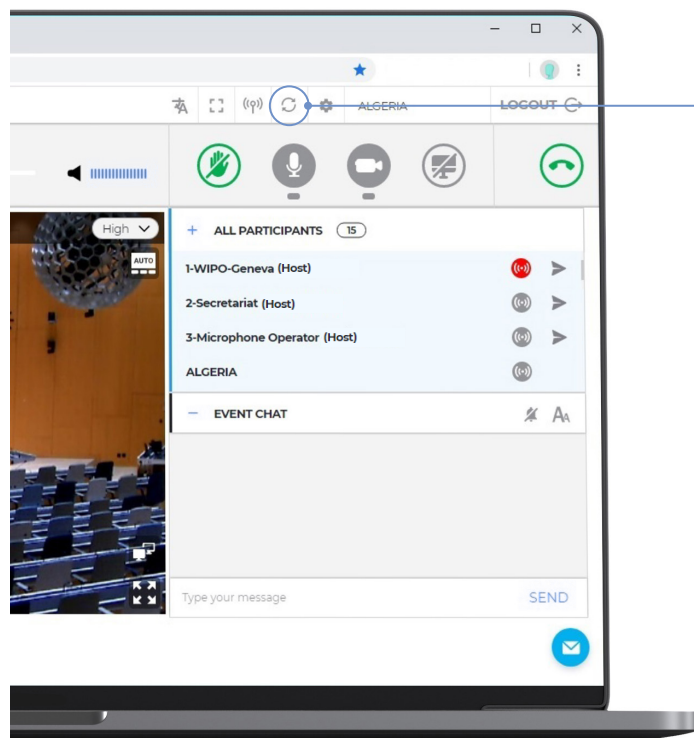 ALGERIA
LOGOUT
High
AUTO
ALL PARTICIPANTS 15
1-WIPO-Geneva (Host)
2-Secretariat (Host)
3-Microphone Operator (Host)
ALGERIA
EVENT CHAT
AA
Type your message SEND